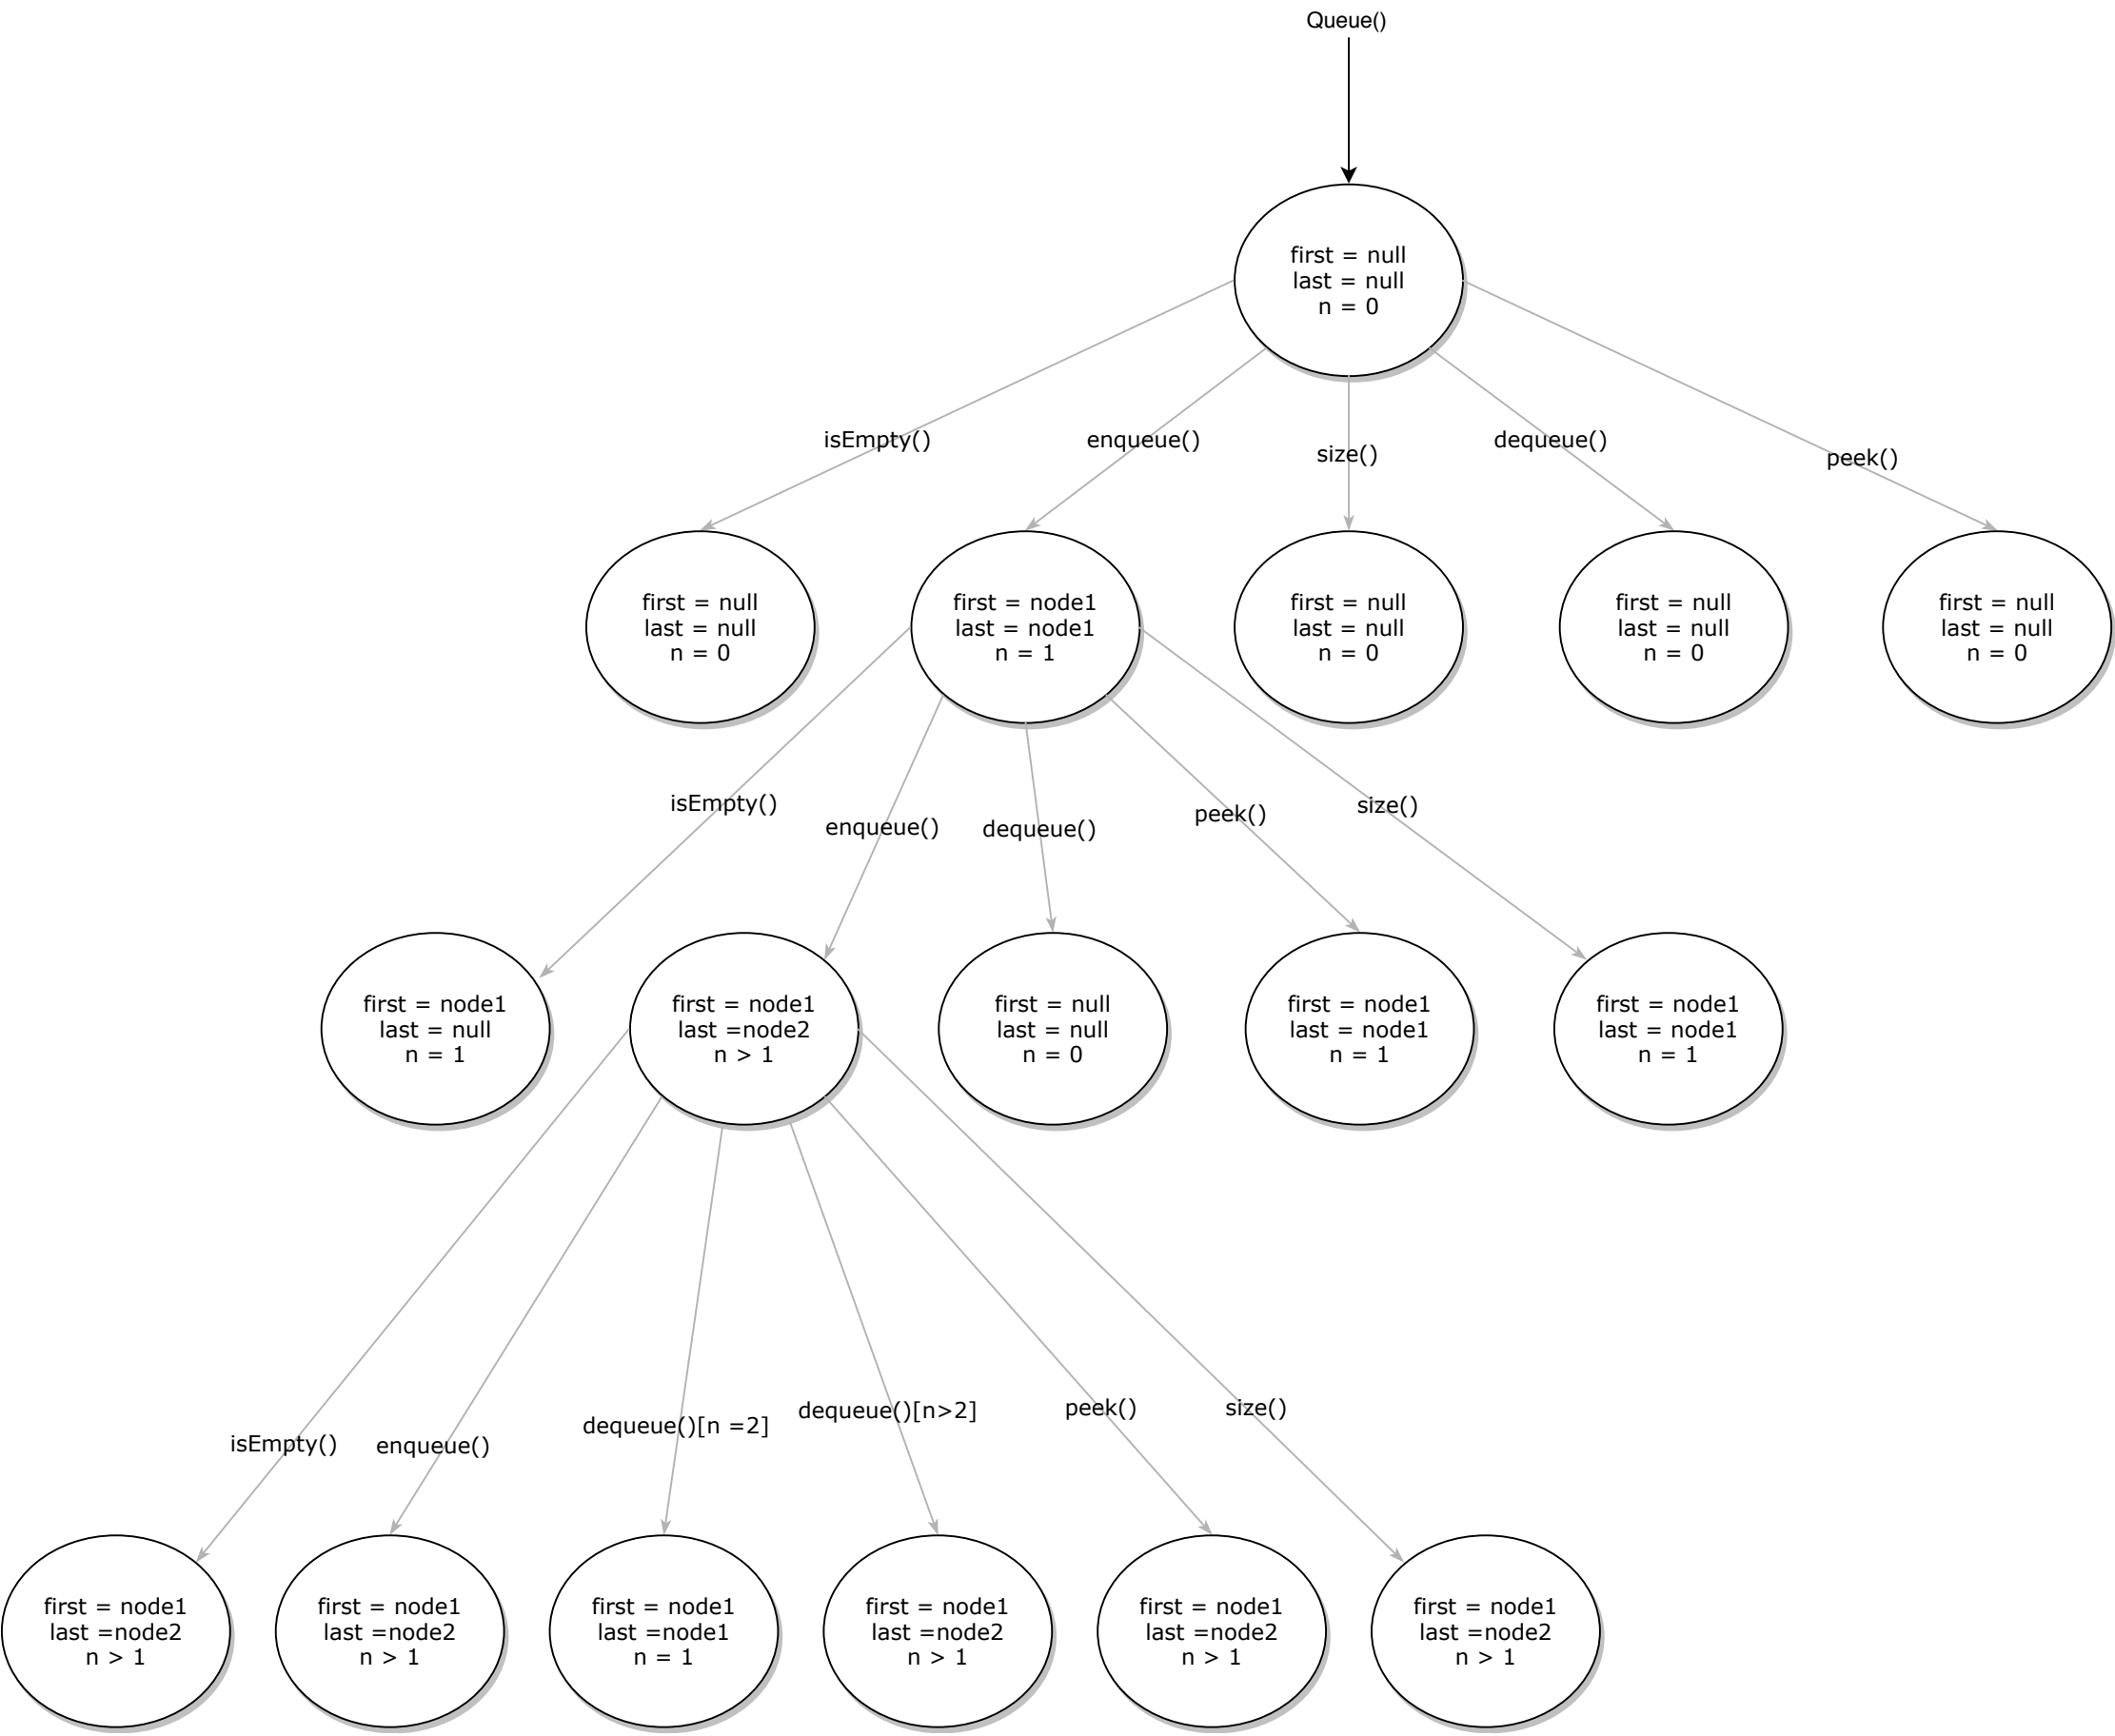 Queue()
first = null
last = null
n = 0
isEmpty()
enqueue()
size()
dequeue()
peek()
first = null
last = null
n = 0
first = node1
last = node1
n = 1
first = null
last = null
n = 0
first = null
last = null
n = 0
first = null
last = null
n = 0
isEmpty()
enqueue()
dequeue()
peek()
size()
first = node1
last = null
n = 1
first = node1
last =node2
n > 1
first = null
last = null
n = 0
first = node1
last = node1
n = 1
first = node1
last = node1
n = 1
isEmpty()
enqueue()
dequeue()[n =2]
dequeue()[n>2]
peek()
size()
first = node1
last =node2
n > 1
first = node1
last =node2
n > 1
first = node1
last =node1
n = 1
first = node1
last =node2
n > 1
first = node1
last =node2
n > 1
first = node1
last =node2
n > 1